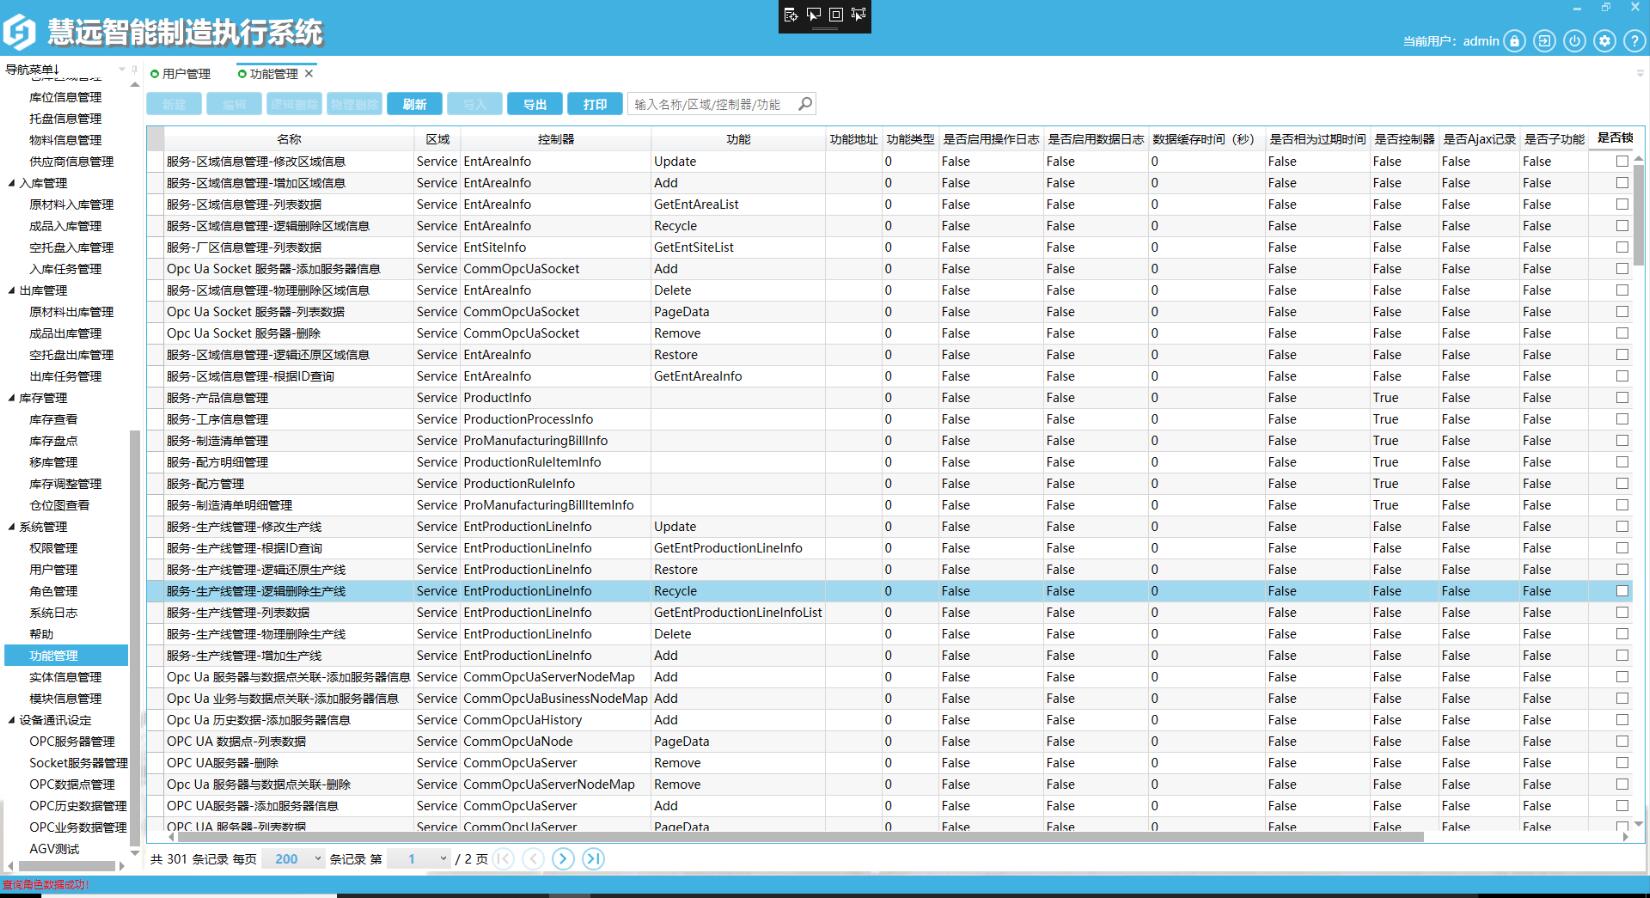 慧远智能制造执行系统
当前用户: admin
导航菜单
用户管理
功能管理
新建 编辑 逻辑删除 物理删除 刷新 导入 导出 打印 输入名称/区域/控制器/功能
库位信息管理
托盘信息管理
物料信息管理
供应商信息管理
入库管理
原材料入库管理
成品入库管理
空托盘入库管理
入库任务管理
出库管理
原材料出库管理
成品出库管理
空托盘出库管理
出库任务管理
库存管理
库存查看
库存盘点
移库管理
库存调整管理
仓位图查看
系统管理
权限管理
用户管理
角色管理
系统日志
帮助
功能管理
实体信息管理
模块信息管理
设备通讯设定
OPC服务器管理
Socket服务器管理
OPC数据点管理
OPC历史数据管理
OPC业务数据管理
AGV测试
名称 区域 控制器 功能 功能地址 功能类型 是否启用操作日志 是否启用数据日志 数据缓存时间（秒） 是否相为过期时间 是否控制器 是否Ajax记录 是否子功能 是否锁
服务-区域信息管理-修改区域信息 Service EntAreaInfo Update 0 False False 0 False False False False
服务-区域信息管理-增加区域信息 Service EntAreaInfo Add 0 False False 0 False False False False
服务-区域信息管理-列表数据 Service EntAreaInfo GetEntAreaList 0 False False 0 False False False False
服务-区域信息管理-逻辑删除区域信息 Service EntAreaInfo Recycle 0 False False 0 False False False False
服务-厂区信息管理-列表数据 Service EntSiteInfo GetEntSiteList 0 False False 0 False False False False
Opc Ua Socket 服务器-添加服务器信息 Service CommOpcUaSocket Add 0 False False 0 False False False False
服务-区域信息管理-物理删除区域信息 Service EntAreaInfo Delete 0 False False 0 False False False False
Opc Ua Socket 服务器-列表数据 Service CommOpcUaSocket PageData 0 False False 0 False False False False
Opc Ua Socket 服务器-删除 Service CommOpcUaSocket Remove 0 False False 0 False False False False
服务-区域信息管理-逻辑还原区域信息 Service EntAreaInfo Restore 0 False False 0 False False False False
服务-区域信息管理-根据ID查询 Service EntAreaInfo GetEntAreaInfo 0 False False 0 False False False False
服务-产品信息管理 Service ProductInfo 0 False False 0 False True False False
服务-工序信息管理 Service ProductionProcessInfo 0 False False 0 False True False False
服务-制造清单管理 Service ProManufacturingBillInfo 0 False False 0 False True False False
服务-配方明细管理 Service ProductionRuleItemInfo 0 False False 0 False True False False
服务-配方管理 Service ProductionRuleInfo 0 False False 0 False True False False
服务-制造清单明细管理 Service ProManufacturingBillItemInfo 0 False False 0 False True False False
服务-生产线管理-修改生产线 Service EntProductionLineInfo Update 0 False False 0 False False False False
服务-生产线管理-根据ID查询 Service EntProductionLineInfo GetEntProductionLineInfo 0 False False 0 False False False False
服务-生产线管理-逻辑还原生产线 Service EntProductionLineInfo Restore 0 False False 0 False False False False
服务-生产线管理-逻辑删除生产线 Service EntProductionLineInfo Recycle 0 False False 0 False False False False
服务-生产线管理-列表数据 Service EntProductionLineInfo GetEntProductionLineInfoList 0 False False 0 False False False False
服务-生产线管理-物理删除生产线 Service EntProductionLineInfo Delete 0 False False 0 False False False False
服务-生产线管理-增加生产线 Service EntProductionLineInfo Add 0 False False 0 False False False False
Opc Ua 服务器与数据点关联-添加服务器信息 Service CommOpcUaServerNodeMap Add 0 False False 0 False False False False
Opc Ua 业务与数据点关联-添加服务器信息 Service CommOpcUaBusinessNodeMap Add 0 False False 0 False False False False
Opc Ua 历史数据-添加服务器信息 Service CommOpcUaHistory Add 0 False False 0 False False False False
OPC UA 数据点-列表数据 Service CommOpcUaNode PageData 0 False False 0 False False False False
OPC UA服务器-删除 Service CommOpcUaServer Remove 0 False False 0 False False False False
Opc Ua 服务器与数据点关联-删除 Service CommOpcUaServerNodeMap Remove 0 False False 0 False False False False
OPC UA服务器-添加服务器信息 Service CommOpcUaServer Add 0 False False 0 False False False False
OPC UA 服务器-列表数据 Service CommOpcUaServer PageData 0 False False 0 False False False False
共 301 条记录 每页 200 条记录 第 1 / 2 页
查询角色数据成功!